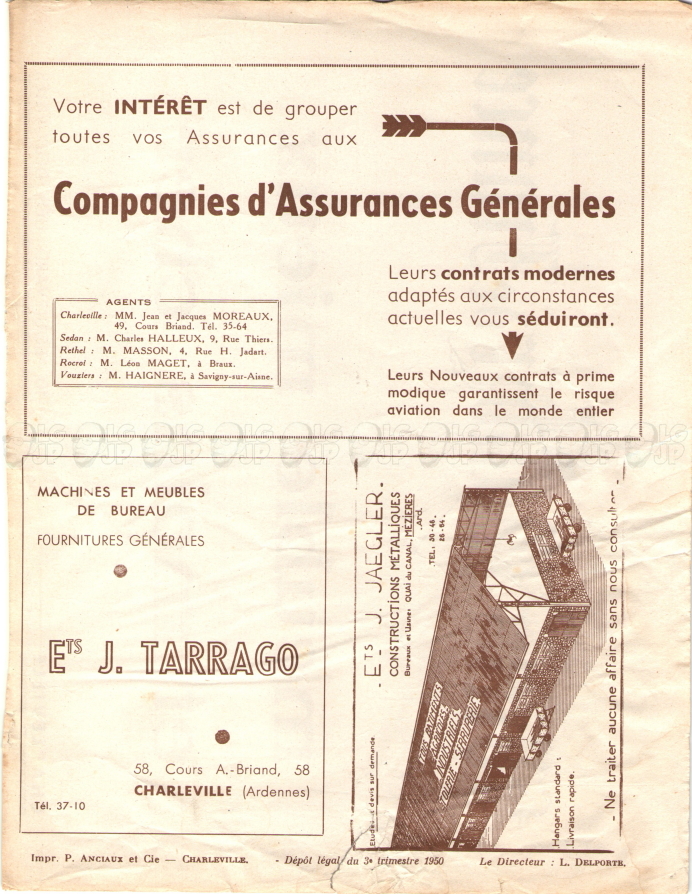 Votre INTÉRÊT est de grouper
toutes vos Assurances aux
Compagnies d'Assurances Générales
Leurs contrats modernes
adaptés aux circonstances
actuelles vous séduiront.
Leurs Nouveaux contrats à prime
modique garantissent le risque
aviation dans le monde entier
AGENTS
Charleville : MM. Jean et Jacques MOREAUX,
49, Cours Briand. Tél. 35-64
Sedan : M. Charles HALLEUX, 9, Rue Thiers.
Rethel : M. MASSON, 4, Rue H. Jadart.
Rocroi : M. Léon MAGET, à Braux.
Vouziers : M. HAIGNERE, à Savigny-sur-Aisne.
MACHINES ET MEUBLES
DE BUREAU
FOURNITURES GÉNÉRALES
ETS J. TARRAGO
58, Cours A.-Briand, 58
CHARLEVILLE (Ardennes)
Tél. 37-10
- ETS J. JAEGLER -
CONSTRUCTIONS MÉTALLIQUES
Bureaux et Usine : QUAI du CANAL, MÉZIÈRES
Ard.
TEL.
Etudes et devis sur demande
TOUS BATIMENTS
INDUSTRIELS
Hangars standard :
Livraison rapide.
- Ne traiter aucune affaire sans nous consulter -
Impr. P. ANCIAUX et Cie — CHARLEVILLE. - Dépôt légal du 3e trimestre 1950 Le Directeur : L. DELPORTE.